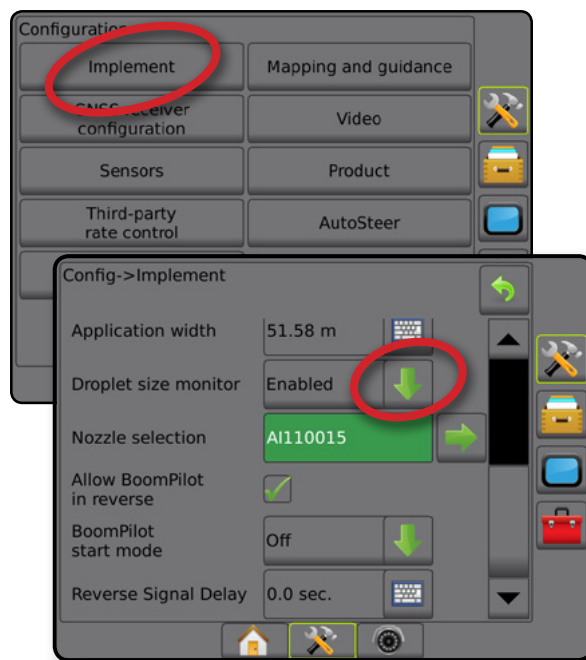 Configuration
Implement
Mapping and guidance
GNSS receiver
configuration
Video
Sensors
Product
Third-party
rate control
AutoSteer
Config->Implement
Application width
51.58 m
Droplet size monitor
Enabled
Nozzle selection
AI110015
Allow BoomPilot
in reverse
BoomPilot
start mode
Off
Reverse Signal Delay
0.0 sec.